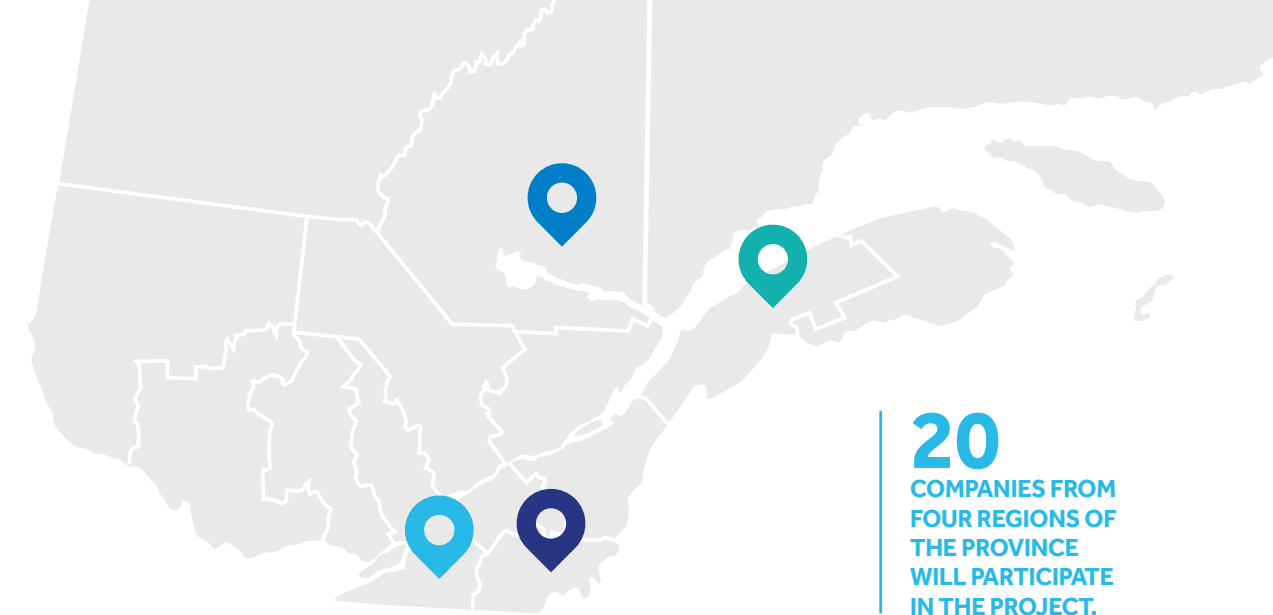 20
COMPANIES FROM
FOUR REGIONS OF
THE PROVINCE
WILL PARTICIPATE
IN THE PROJECT.